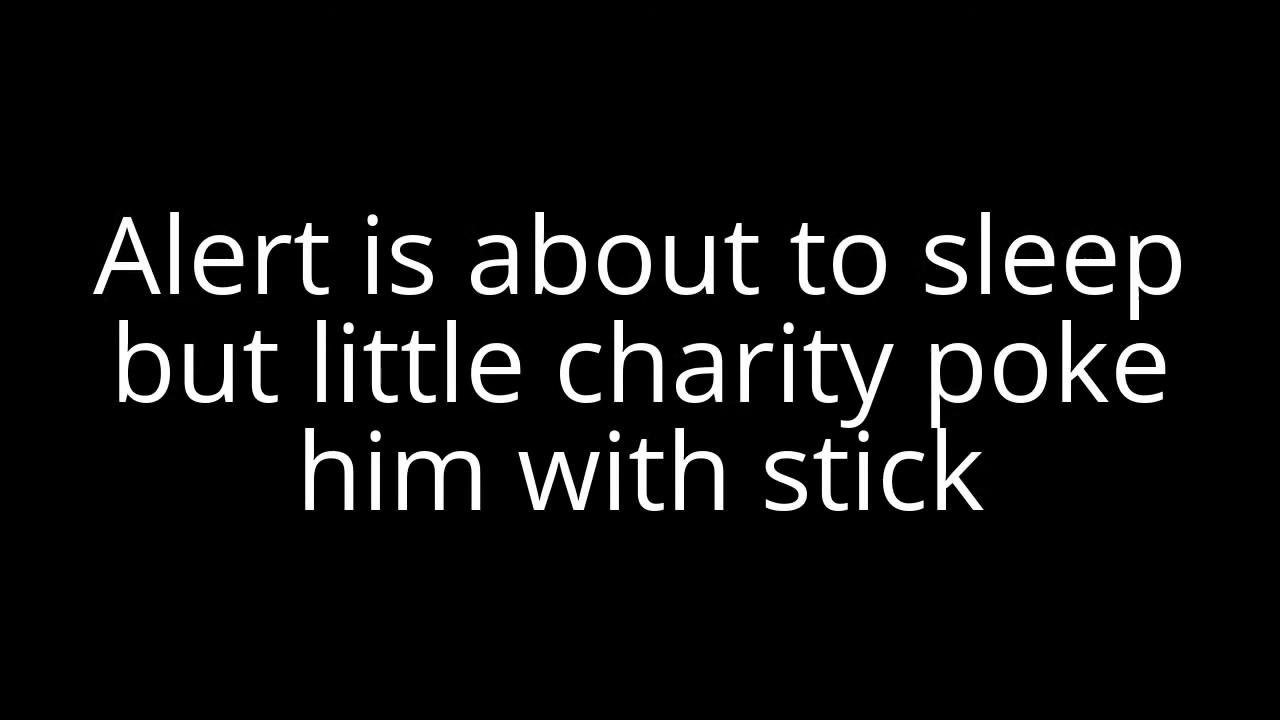 Alert is about to sleep
but little charity poke
him with stick